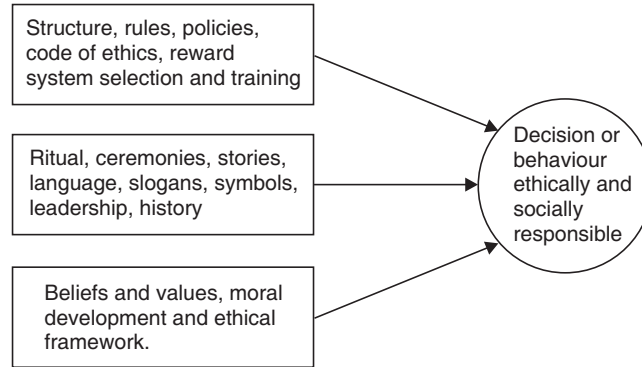 Structure, rules, policies,
code of ethics, reward
system selection and training
Ritual, ceremonies, stories,
language, slogans, symbols,
leadership, history
Beliefs and values, moral
development and ethical
framework.
Decision or
behaviour
ethically and
socially
responsible